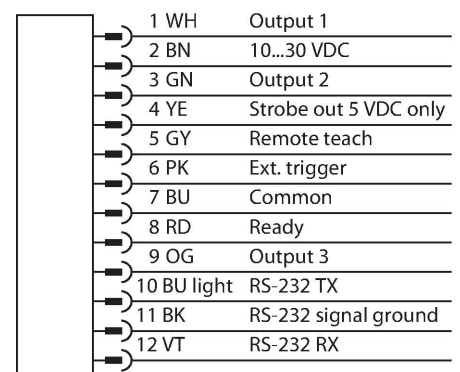 1 WH Output 1
2 BN 10...30 VDC
3 GN Output 2
4 YE Strobe out 5 VDC only
5 GY Remote teach
6 PK Ext. trigger
7 BU Common
8 RD Ready
9 OG Output 3
10 BU light RS-232 TX
11 BK RS-232 signal ground
12 VT RS-232 RX